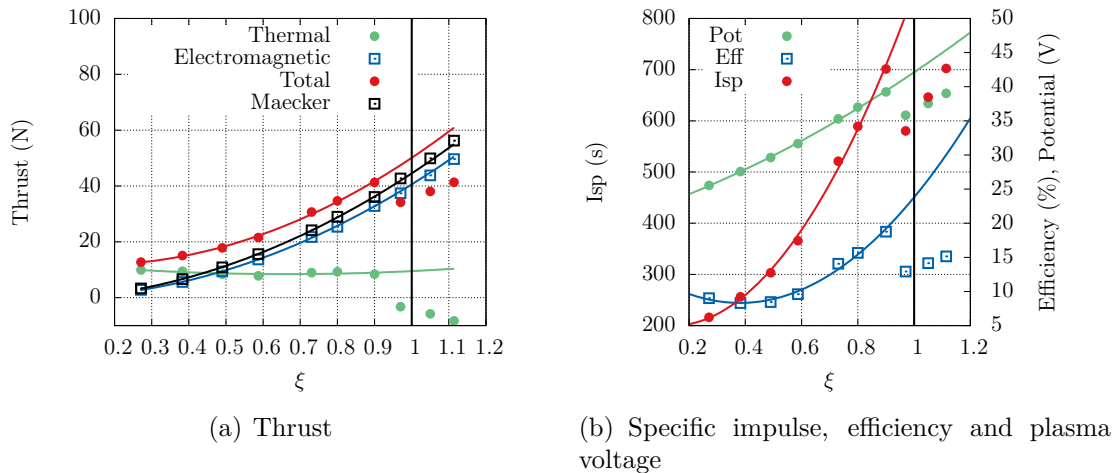 100
80
60
40
20
0
Thrust (N)
Thermal
Electromagnetic
Total
Maecker
0.2 0.3 0.4 0.5 0.6 0.7 0.8 0.9 1 1.1 1.2
ξ
(a) Thrust
800
700
600
500
400
300
200
Isp (s)
Pot
Eff
Isp
50
45
40
35
30
25
20
15
10
5
Efficiency (%), Potential (V)
0.2 0.4 0.6 0.8 1 1.2
ξ
(b) Specific impulse, efficiency and plasma
voltage